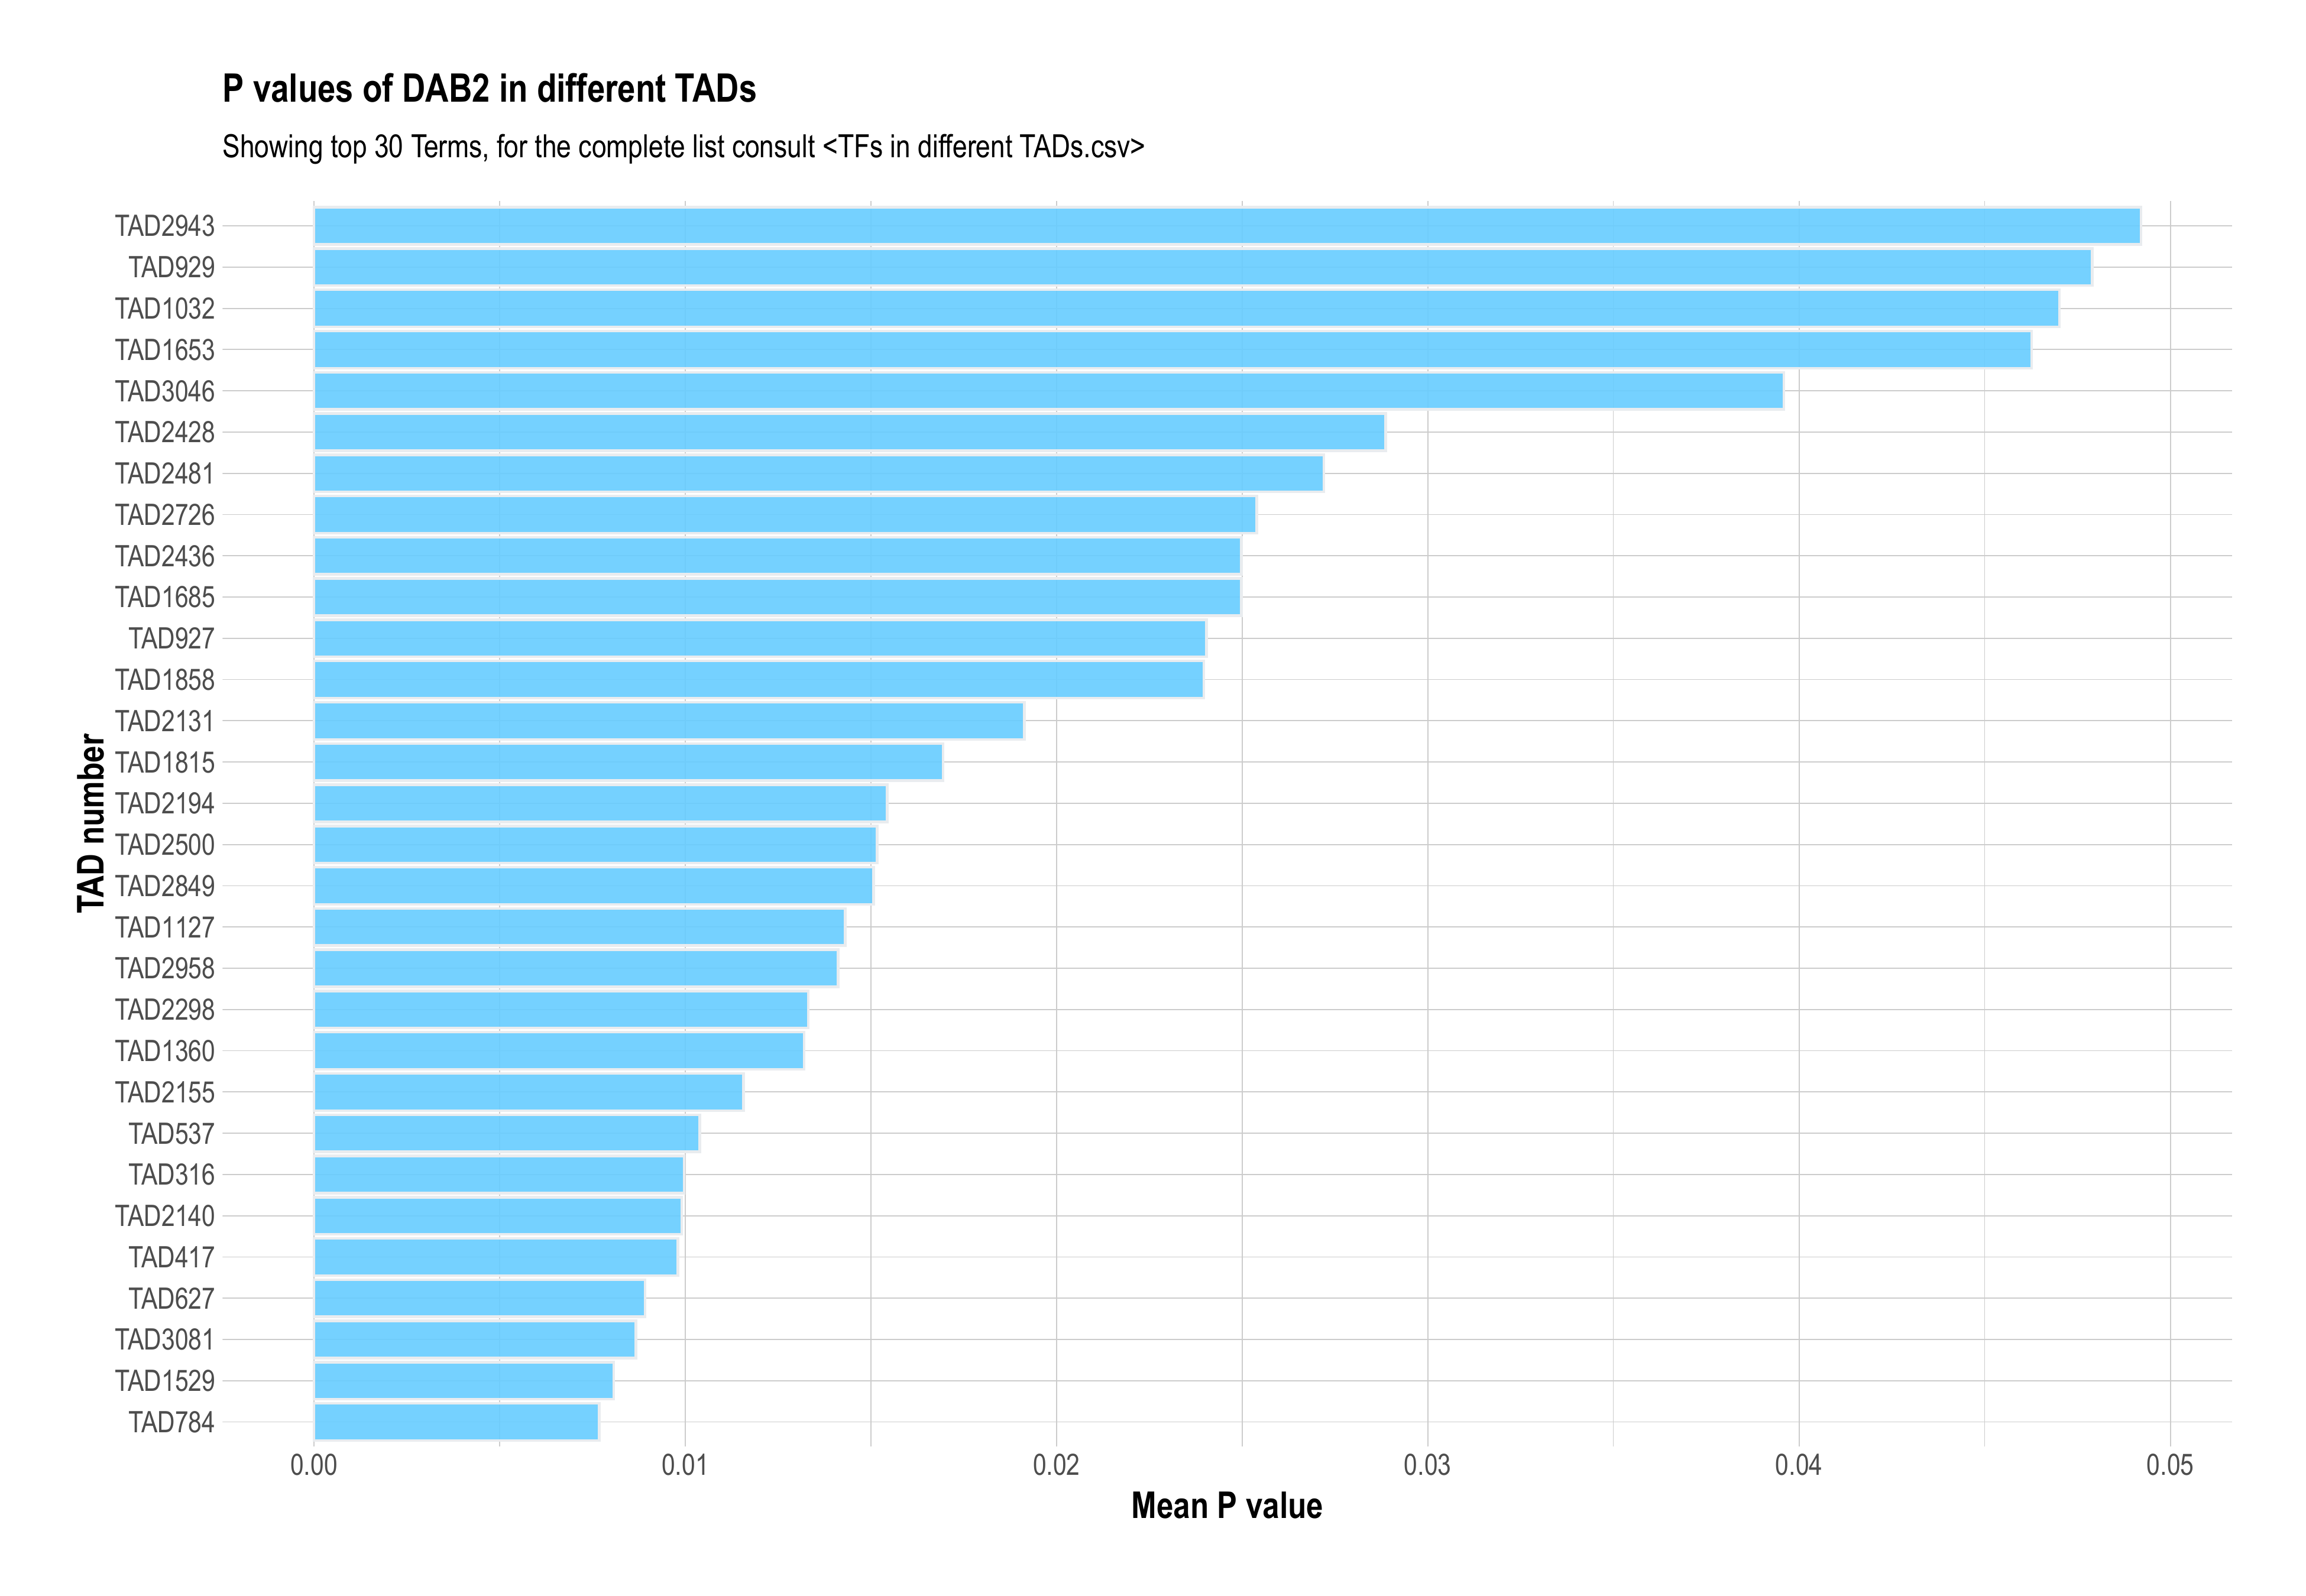 P values of DAB2 in different TADs
Showing top 30 Terms, for the complete list consult <TFs in different TADs.csv>
TAD number
TAD2943
TAD929
TAD1032
TAD1653
TAD3046
TAD2428
TAD2481
TAD2726
TAD2436
TAD1685
TAD927
TAD1858
TAD2131
TAD1815
TAD2194
TAD2500
TAD2849
TAD1127
TAD2958
TAD2298
TAD1360
TAD2155
TAD537
TAD316
TAD2140
TAD417
TAD627
TAD3081
TAD1529
TAD784
0.00 0.01 0.02 0.03 0.04 0.05
Mean P value